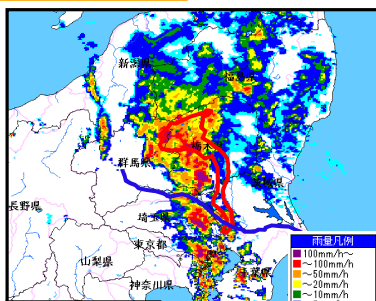 新潟県
福島県
栃木
群馬県
茨城県
長野県
埼玉県
東京都
山梨県
千葉県
神奈川県
雨量凡例
100mm/h~
~100mm/h
~50mm/h
~20mm/h
~10mm/h